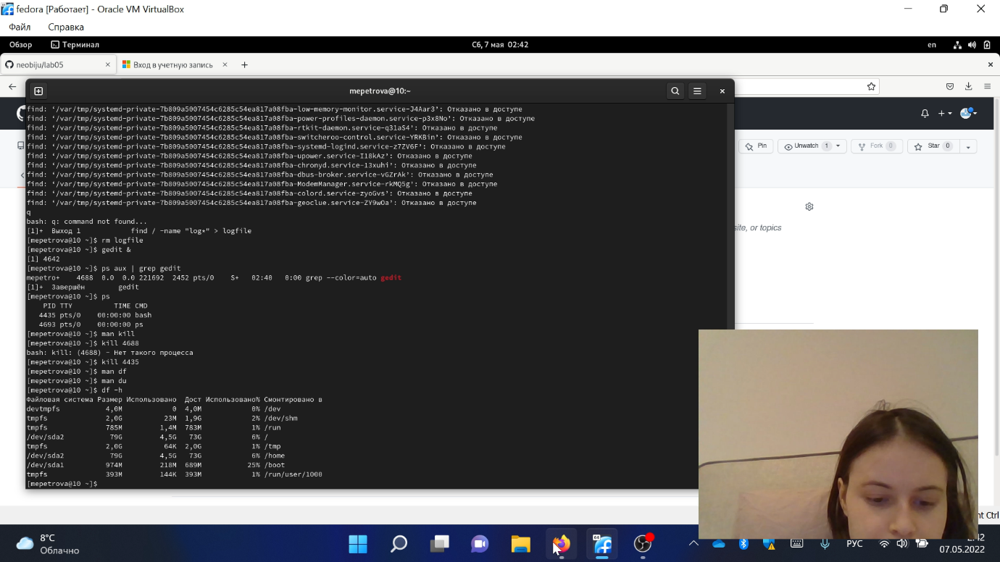 fedora [Работает] - Oracle VM VirtualBox
Файл Справка
Обзор Терминал Сб, 7 мая 02:42 en
neobiju/lab05 Вход в учетную запись
mepetrova@10:~
find: ‘/var/tmp/systemd-private-7b809a5007454c6285c54ea817a08fba-low-memory-monitor.service-J4Aar3’: Отказано в доступе
find: ‘/var/tmp/systemd-private-7b809a5007454c6285c54ea817a08fba-power-profiles-daemon.service-p3x8No’: Отказано в доступе
find: ‘/var/tmp/systemd-private-7b809a5007454c6285c54ea817a08fba-rtkit-daemon.service-q31aS4’: Отказано в доступе
find: ‘/var/tmp/systemd-private-7b809a5007454c6285c54ea817a08fba-switcheroo-control.service-YRKBin’: Отказано в доступе
find: ‘/var/tmp/systemd-private-7b809a5007454c6285c54ea817a08fba-systemd-logind.service-z7ZV6F’: Отказано в доступе
find: ‘/var/tmp/systemd-private-7b809a5007454c6285c54ea817a08fba-upower.service-I18kAz’: Отказано в доступе
find: ‘/var/tmp/systemd-private-7b809a5007454c6285c54ea817a08fba-chronyd.service-13xuhi’: Отказано в доступе
find: ‘/var/tmp/systemd-private-7b809a5007454c6285c54ea817a08fba-dbus-broker.service-vGZrAk’: Отказано в доступе
find: ‘/var/tmp/systemd-private-7b809a5007454c6285c54ea817a08fba-ModemManager.service-rkMQ5g’: Отказано в доступе
find: ‘/var/tmp/systemd-private-7b809a5007454c6285c54ea817a08fba-colord.service-zyoGvs’: Отказано в доступе
find: ‘/var/tmp/systemd-private-7b809a5007454c6285c54ea817a08fba-geoclue.service-ZY9wOa’: Отказано в доступе
q
bash: q: command not found...
[1]+ Выход 1 find / -name "log*" > logfile
[mepetrova@10 ~]$ rm logfile
[mepetrova@10 ~]$ gedit &
[1] 4642
[mepetrova@10 ~]$ ps aux | grep gedit
mepetro+ 4688 0.0 0.0 221692 2452 pts/0 S+ 02:40 0:00 grep --color=auto gedit
[1]+ Завершён gedit
[mepetrova@10 ~]$ ps
PID TTY TIME CMD
4435 pts/0 00:00:00 bash
4693 pts/0 00:00:00 ps
[mepetrova@10 ~]$ man kill
[mepetrova@10 ~]$ kill 4688
bash: kill: (4688) - Нет такого процесса
[mepetrova@10 ~]$ kill 4435
[mepetrova@10 ~]$ man df
[mepetrova@10 ~]$ man du
[mepetrova@10 ~]$ df -h
Файловая система Размер Использовано Дост Использовано% Смонтировано в
devtmpfs 4,0M 0 4,0M 0% /dev
tmpfs 2,0G 23M 1,9G 2% /dev/shm
tmpfs 785M 1,4M 783M 1% /run
/dev/sda2 79G 4,5G 73G 6% /
tmpfs 2,0G 64K 2,0G 1% /tmp
/dev/sda2 79G 4,5G 73G 6% /home
/dev/sda1 974M 218M 689M 25% /boot
tmpfs 393M 144K 393M 1% /run/user/1000
[mepetrova@10 ~]$
Pin Unwatch 1 Fork 0 Star 0
site, or topics
Ctrl
8°C
Облачно
РУС
07.05.2022